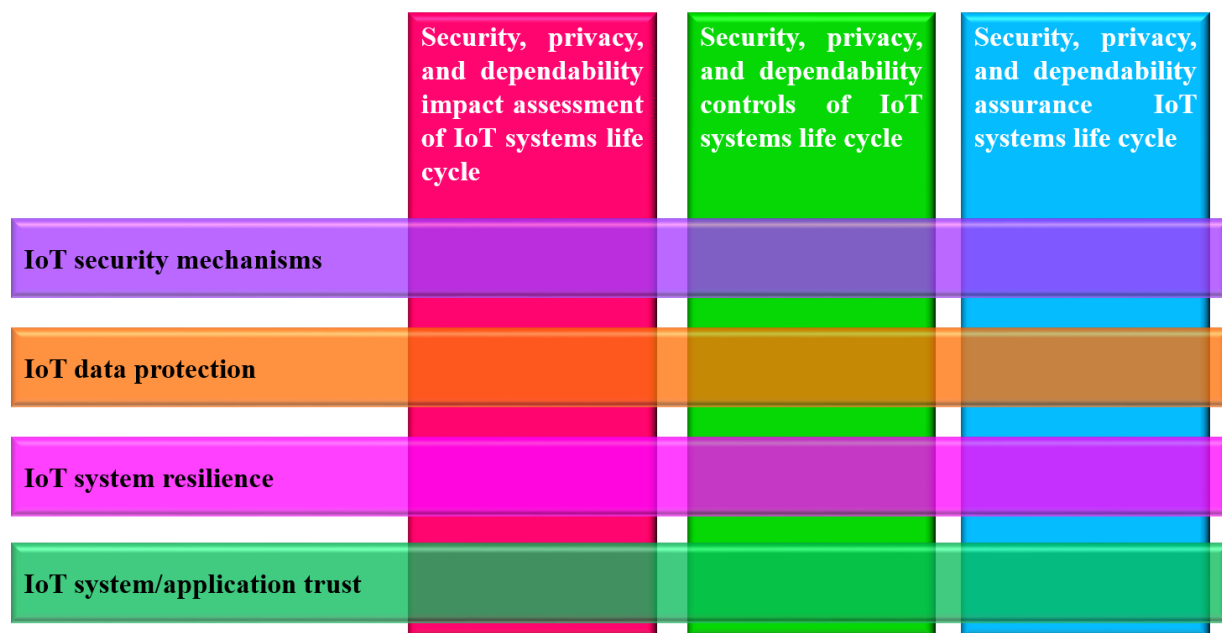 Security, privacy,
and dependability
impact assessment
of IoT systems life
cycle
Security, privacy,
and dependability
controls of IoT
systems life cycle
Security, privacy,
and dependability
assurance IoT
systems life cycle
IoT security mechanisms
IoT data protection
IoT system resilience
IoT system/application trust